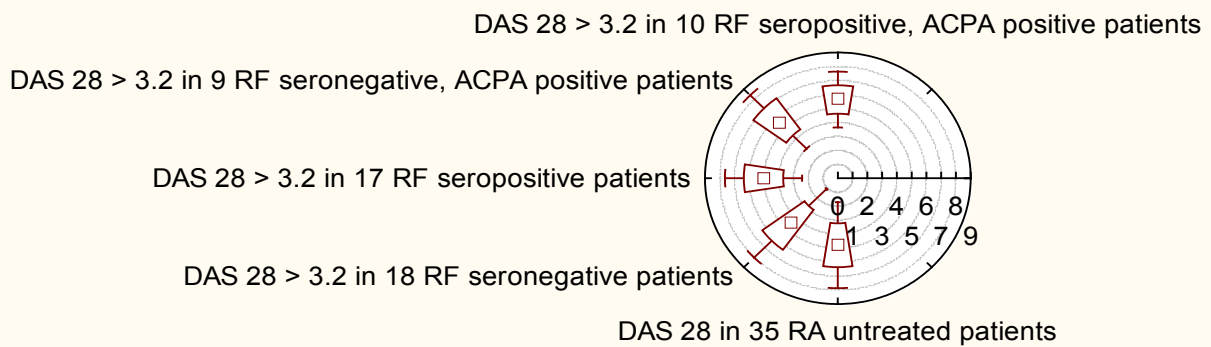 DAS 28 > 3.2 in 10 RF seropositive, ACPA positive patients
DAS 28 > 3.2 in 9 RF seronegative, ACPA positive patients
DAS 28 > 3.2 in 17 RF seropositive patients
0 2 4 6 8
1 3 5 7 9
DAS 28 > 3.2 in 18 RF seronegative patients
DAS 28 in 35 RA untreated patients